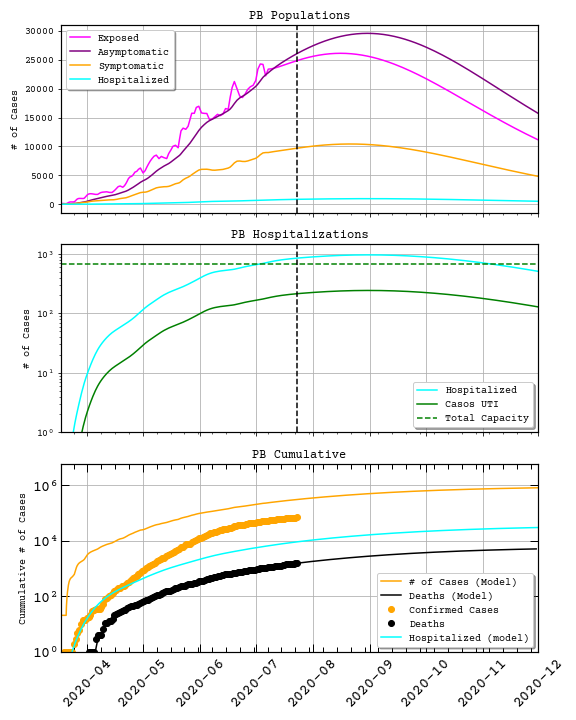 PB Populations
# of Cases
30000
25000
20000
15000
10000
5000
0
Exposed
Asymptomatic
Symptomatic
Hospitalized
PB Hospitalizations
# of Cases
10³
10²
10¹
10⁰
Hospitalized
Casos UTI
Total Capacity
PB Cumulative
Cummulative # of Cases
10⁶
10⁴
10²
10⁰
# of Cases (Model)
Deaths (Model)
Confirmed Cases
Deaths
Hospitalized (model)
2020-04
2020-05
2020-06
2020-07
2020-08
2020-09
2020-10
2020-11
2020-12